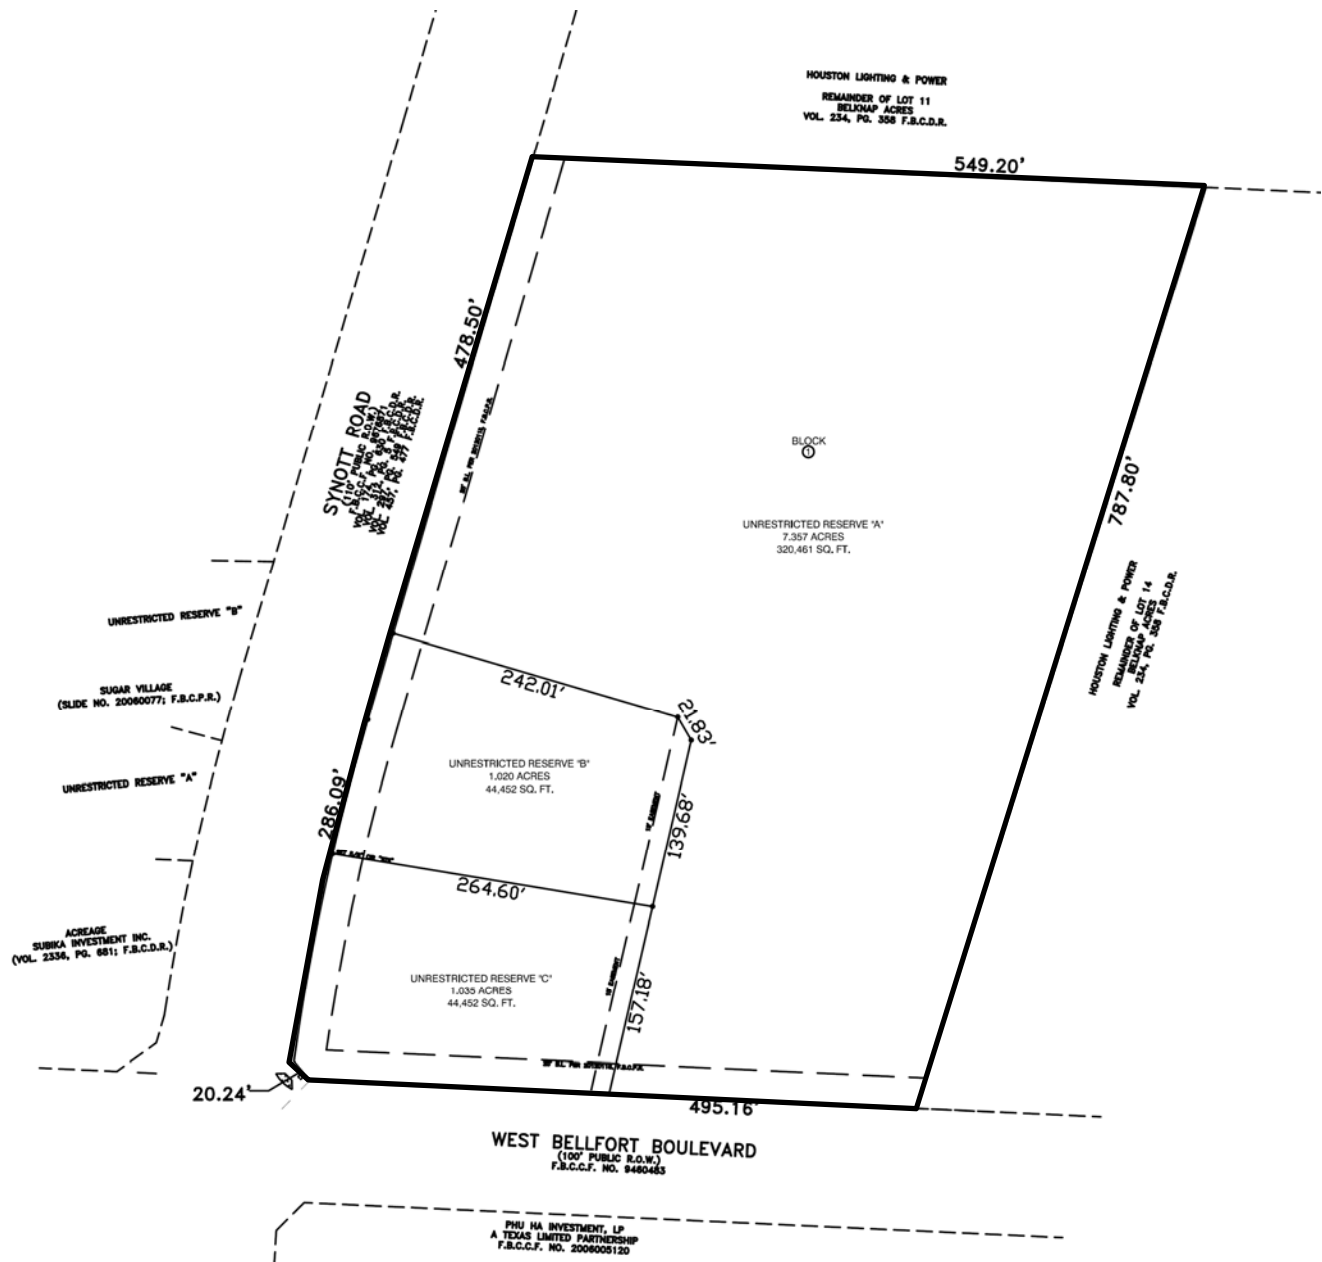 HOUSTON LIGHTING & POWER
REMAINDER OF LOT 11
BELKNAP ACRES
VOL. 234, PG. 358 F.B.C.D.R.
549.20'
478.50'
SYNOTT ROAD
(110' PUBLIC R.O.W.)
BLOCK
1
UNRESTRICTED RESERVE "A"
7.357 ACRES
320,461 SQ. FT.
787.80'
HOUSTON LIGHTING & POWER
REMAINDER OF LOT 14
BELKNAP ACRES
VOL. 234, PG. 358 F.B.C.D.R.
UNRESTRICTED RESERVE "B"
SUGAR VILLAGE
(SLIDE NO. 20060077; F.B.C.P.R.)
UNRESTRICTED RESERVE "A"
242.01'
21.83'
UNRESTRICTED RESERVE "B"
1.020 ACRES
44,452 SQ. FT.
286.09'
139.68'
264.60'
ACREAGE
SUBIKA INVESTMENT INC.
(VOL. 2336, PG. 681; F.B.C.D.R.)
UNRESTRICTED RESERVE "C"
1.035 ACRES
44,452 SQ. FT.
157.18'
20.24'
495.16'
WEST BELLFORT BOULEVARD
(100' PUBLIC R.O.W.)
F.B.C.C.F. NO. 9460463
PHU HA INVESTMENT, LP
A TEXAS LIMITED PARTNERSHIP
F.B.C.C.F. NO. 2006005120